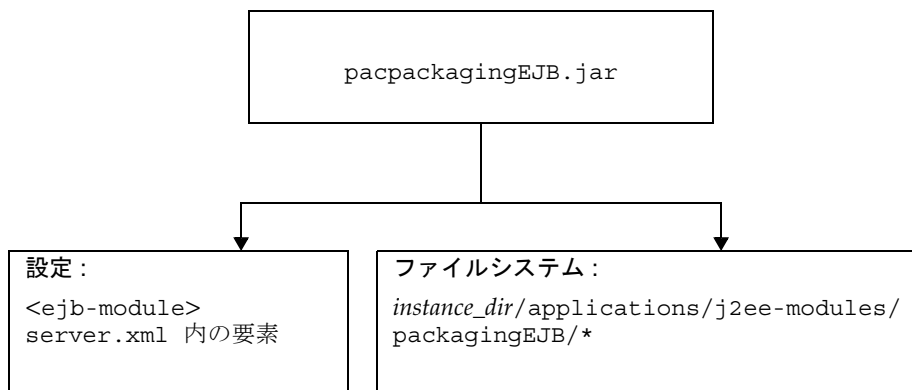 pacpackagingEJB.jar
設定 :
<ejb-module>
server.xml 内の要素
ファイルシステム :
instance_dir/applications/j2ee-modules/
packagingEJB/*